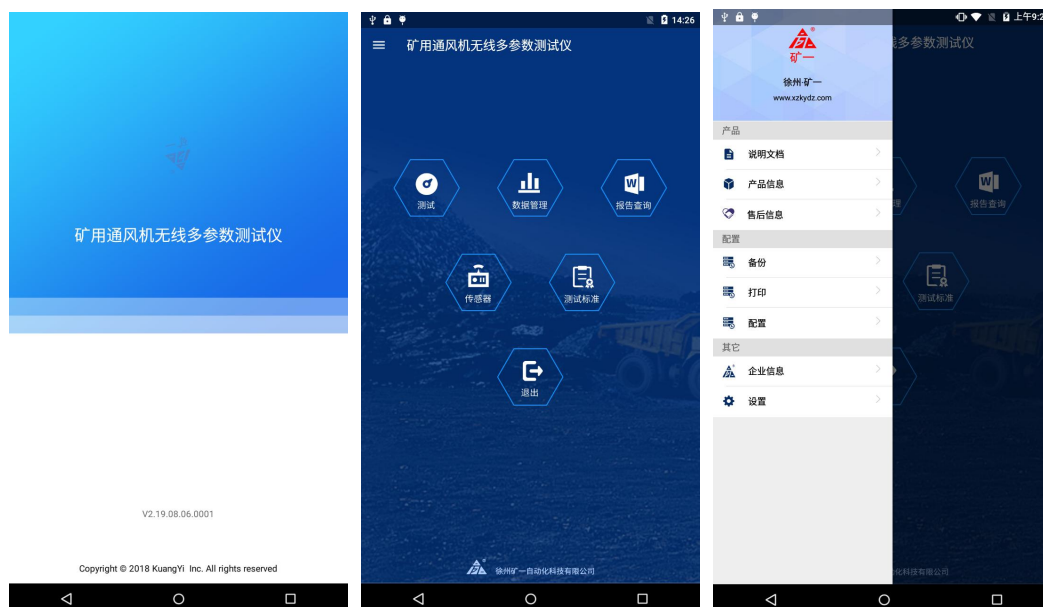 矿用通风机无线多参数测试仪
V2.19.08.06.0001
Copyright © 2018 KuangYi Inc. All rights reserved
14:26
矿用通风机无线多参数测试仪
测试
数据管理
报告查询
传感器
测试标准
退出
徐州矿一自动化科技有限公司
上午9:2
矿一
徐州·矿一
www.xzkydz.com
产品
说明文档
产品信息
售后信息
配置
备份
打印
配置
其它
企业信息
设置
多参数测试仪
理
报告查询
测试标准
化科技有限公司